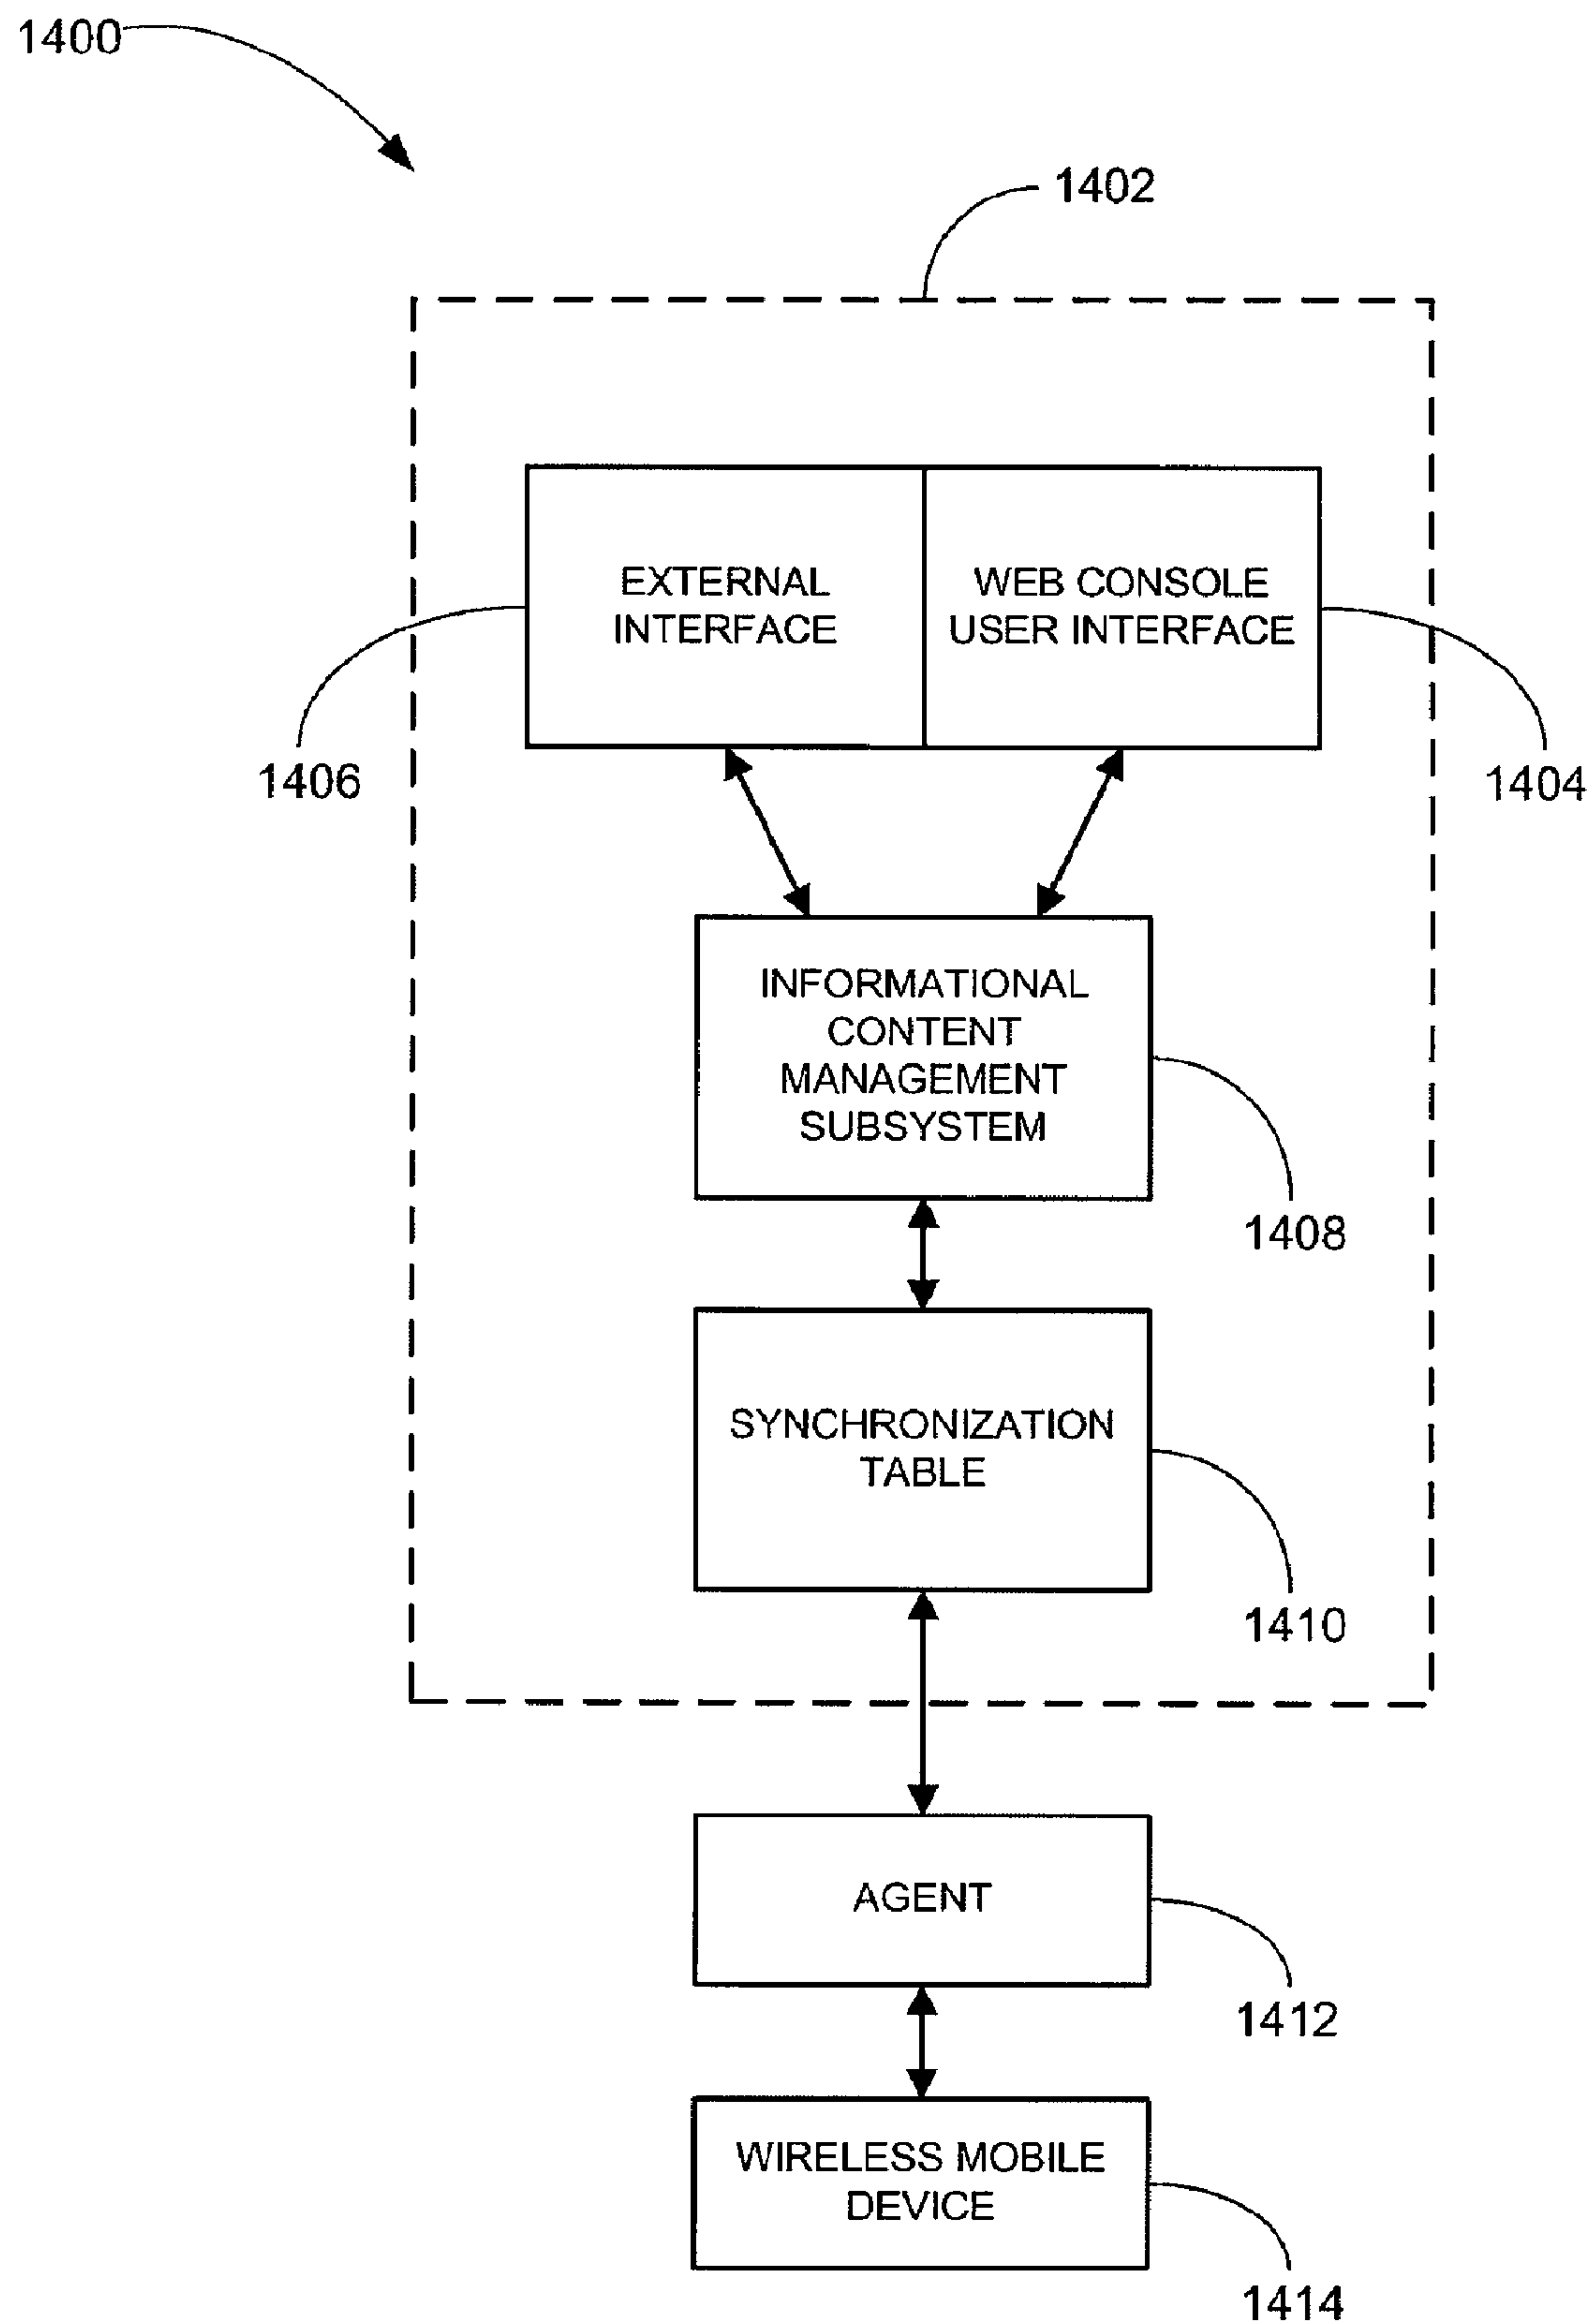 1400
1402
EXTERNAL
INTERFACE
WEB CONSOLE
USER INTERFACE
1406
1404
INFORMATIONAL
CONTENT
MANAGEMENT
SUBSYSTEM
1408
SYNCHRONIZATION
TABLE
1410
AGENT
1412
WIRELESS MOBILE
DEVICE
1414